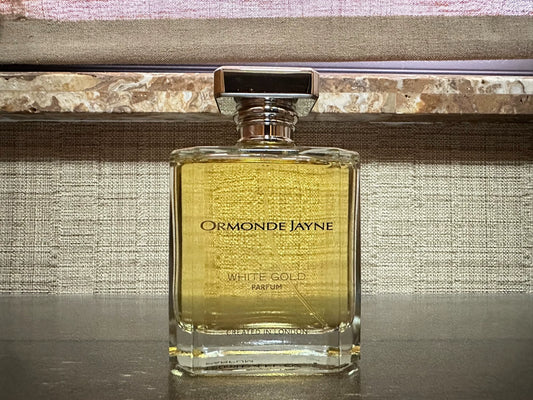 ORMONDE JAYNE
WHITE GOLD
PARFUM
CREATED IN LONDON